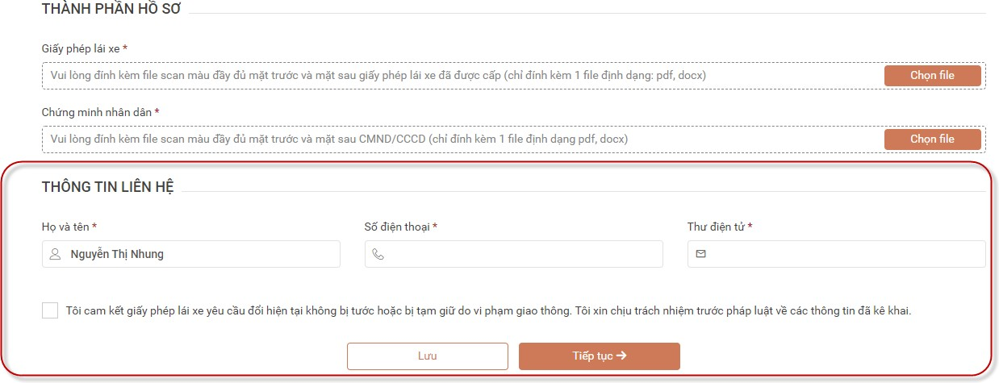 THÀNH PHẦN HỒ SƠ
Giấy phép lái xe *
Vui lòng đính kèm file scan màu đầy đủ mặt trước và mặt sau giấy phép lái xe đã được cấp (chỉ đính kèm 1 file định dạng: pdf, docx) Chọn file
Chứng minh nhân dân *
Vui lòng đính kèm file scan màu đầy đủ mặt trước và mặt sau CMND/CCCD (chỉ đính kèm 1 file định dạng pdf, docx) Chọn file
THÔNG TIN LIÊN HỆ
Họ và tên * Số điện thoại * Thư điện tử *
Nguyễn Thị Nhung
Tôi cam kết giấy phép lái xe yêu cầu đổi hiện tại không bị tước hoặc bị tạm giữ do vi phạm giao thông. Tôi xin chịu trách nhiệm trước pháp luật về các thông tin đã kê khai.
Lưu Tiếp tục →